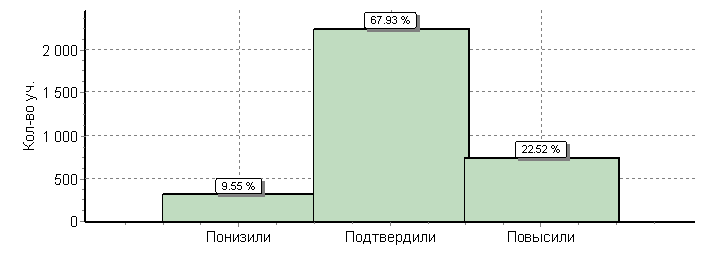 67.93 %
2 000
Кол-во уч.
1 500
1 000
22.52 %
500
9.55 %
0
Понизили
Подтвердили
Повысили